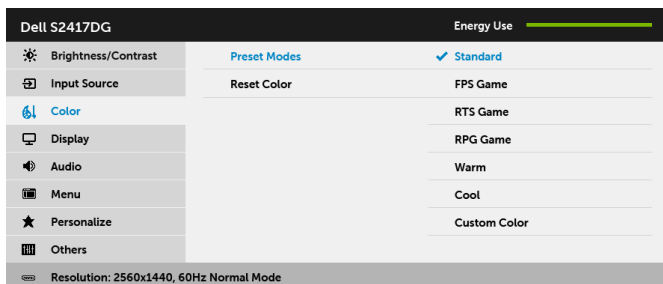 Dell S2417DG Energy Use
Brightness/Contrast Preset Modes Standard
Input Source Reset Color FPS Game
Color RTS Game
Display RPG Game
Audio Warm
Menu Cool
Personalize Custom Color
Others
Resolution: 2560x1440, 60Hz Normal Mode